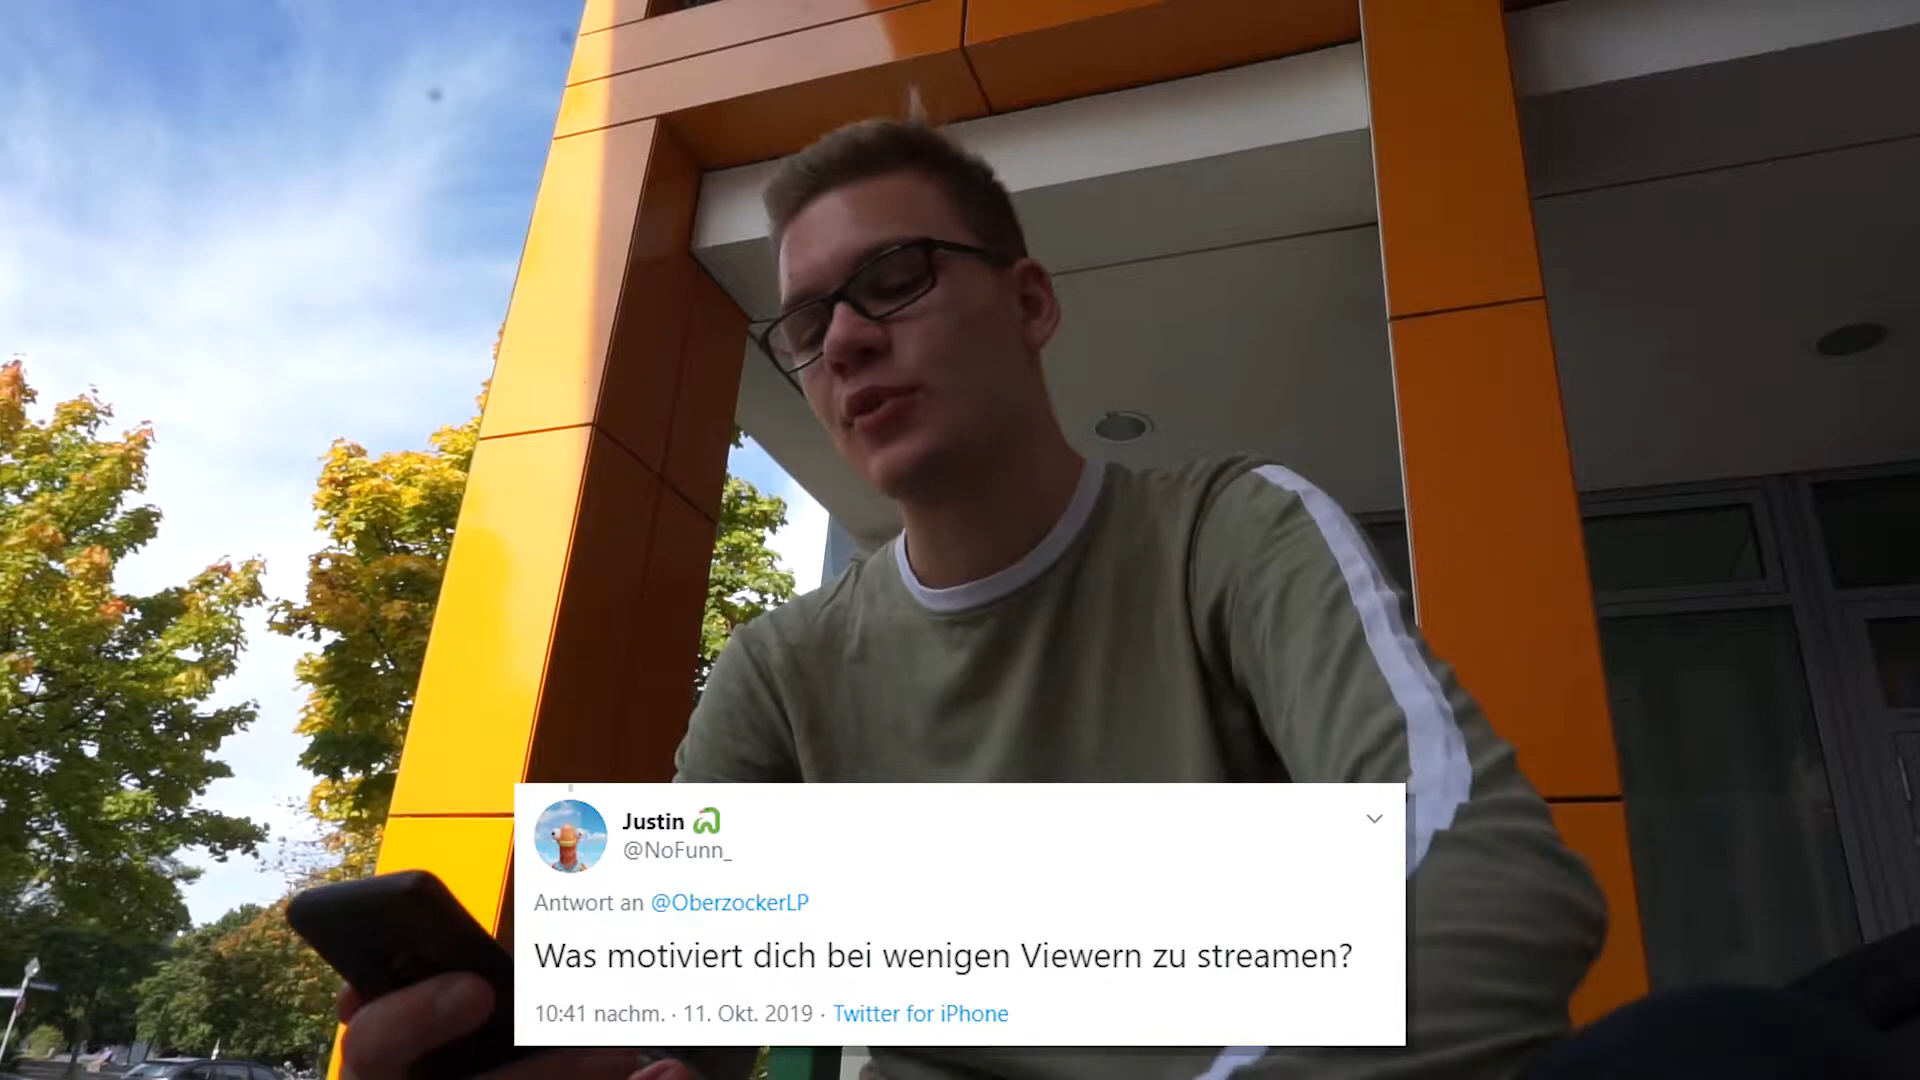 Justin
@NoFunn_
Antwort an @OberzockerLP
Was motiviert dich bei wenigen Viewern zu streamen?
10:41 nachm. · 11. Okt. 2019 · Twitter for iPhone